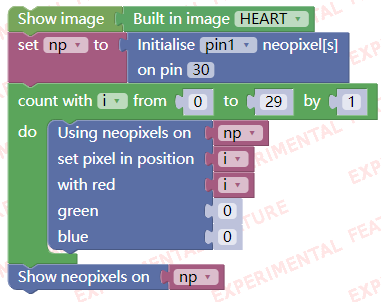 Show image Built in image HEART
set np to Initialise pin1 neopixel[s]
on pin 30
count with i from 0 to 29 by 1
do Using neopixels on np
set pixel in position i
with red i
green 0
blue 0
Show neopixels on np
EXPERIMENTAL FEATURE